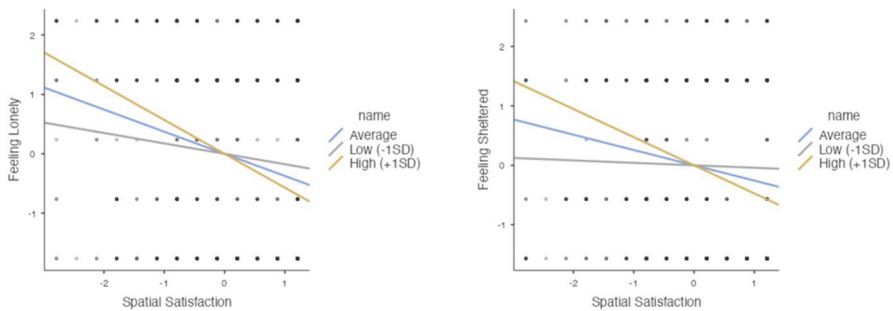 2
1
0
-1
Feeling Lonely
-2
-1
0
1
Spatial Satisfaction
name
Average
Low (-1SD)
High (+1SD)
2
1
0
-1
Feeling Sheltered
-2
-1
0
1
Spatial Satisfaction
name
Average
Low (-1SD)
High (+1SD)